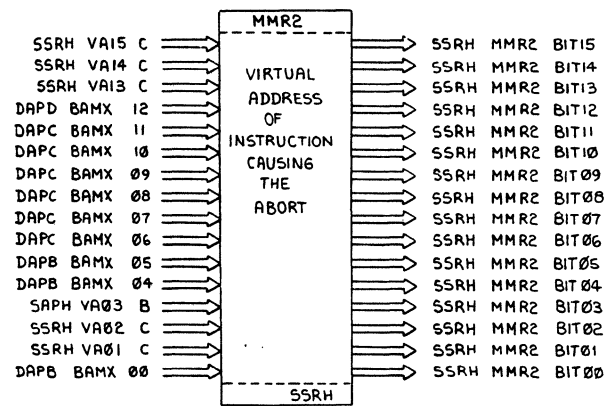 MMR2
SSRH VA15 C SSRH MMR2 BIT15
SSRH VA14 C SSRH MMR2 BIT14
SSRH VA13 C SSRH MMR2 BIT13
DAPD BAMX 12 SSRH MMR2 BIT12
DAPC BAMX 11 SSRH MMR2 BIT11
DAPC BAMX 1Ø SSRH MMR2 BIT1Ø
DAPC BAMX Ø9 SSRH MMR2 BITØ9
DAPC BAMX Ø8 SSRH MMR2 BITØ8
DAPC BAMX Ø7 SSRH MMR2 BITØ7
DAPC BAMX Ø6 SSRH MMR2 BITØ6
DAPB BAMX Ø5 SSRH MMR2 BITØ5
DAPB BAMX Ø4 SSRH MMR2 BITØ4
SAPH VAØ3 B SSRH MMR2 BITØ3
SSRH VAØ2 C SSRH MMR2 BITØ2
SSRH VAØ1 C SSRH MMR2 BITØ1
DAPB BAMX ØØ SSRH MMR2 BITØØ
VIRTUAL
ADDRESS
OF
INSTRUCTION
CAUSING
THE
ABORT
SSRH